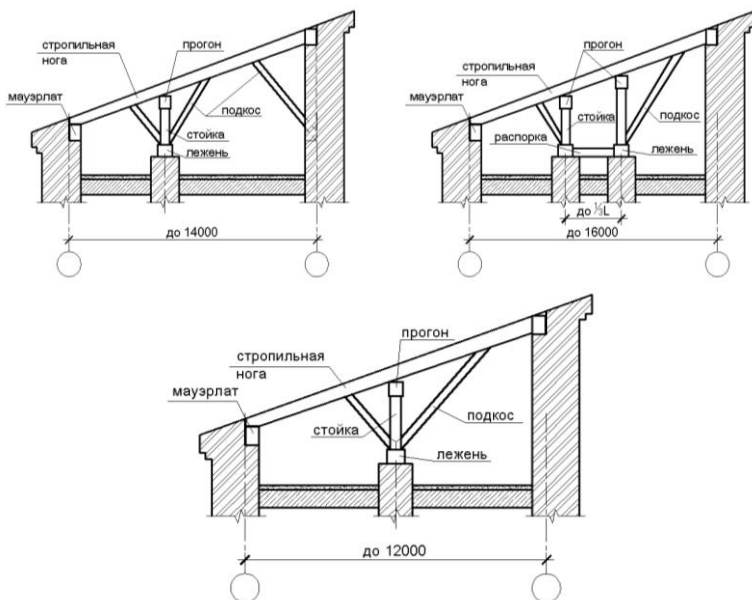 стропильная
нога
прогон
мауэрлат
подкос
стойка
лежень
до 14000
прогон
стропильная
нога
мауэрлат
стойка
подкос
распорка
лежень
до ⅓L
до 16000
прогон
стропильная
нога
мауэрлат
подкос
стойка
лежень
до 12000